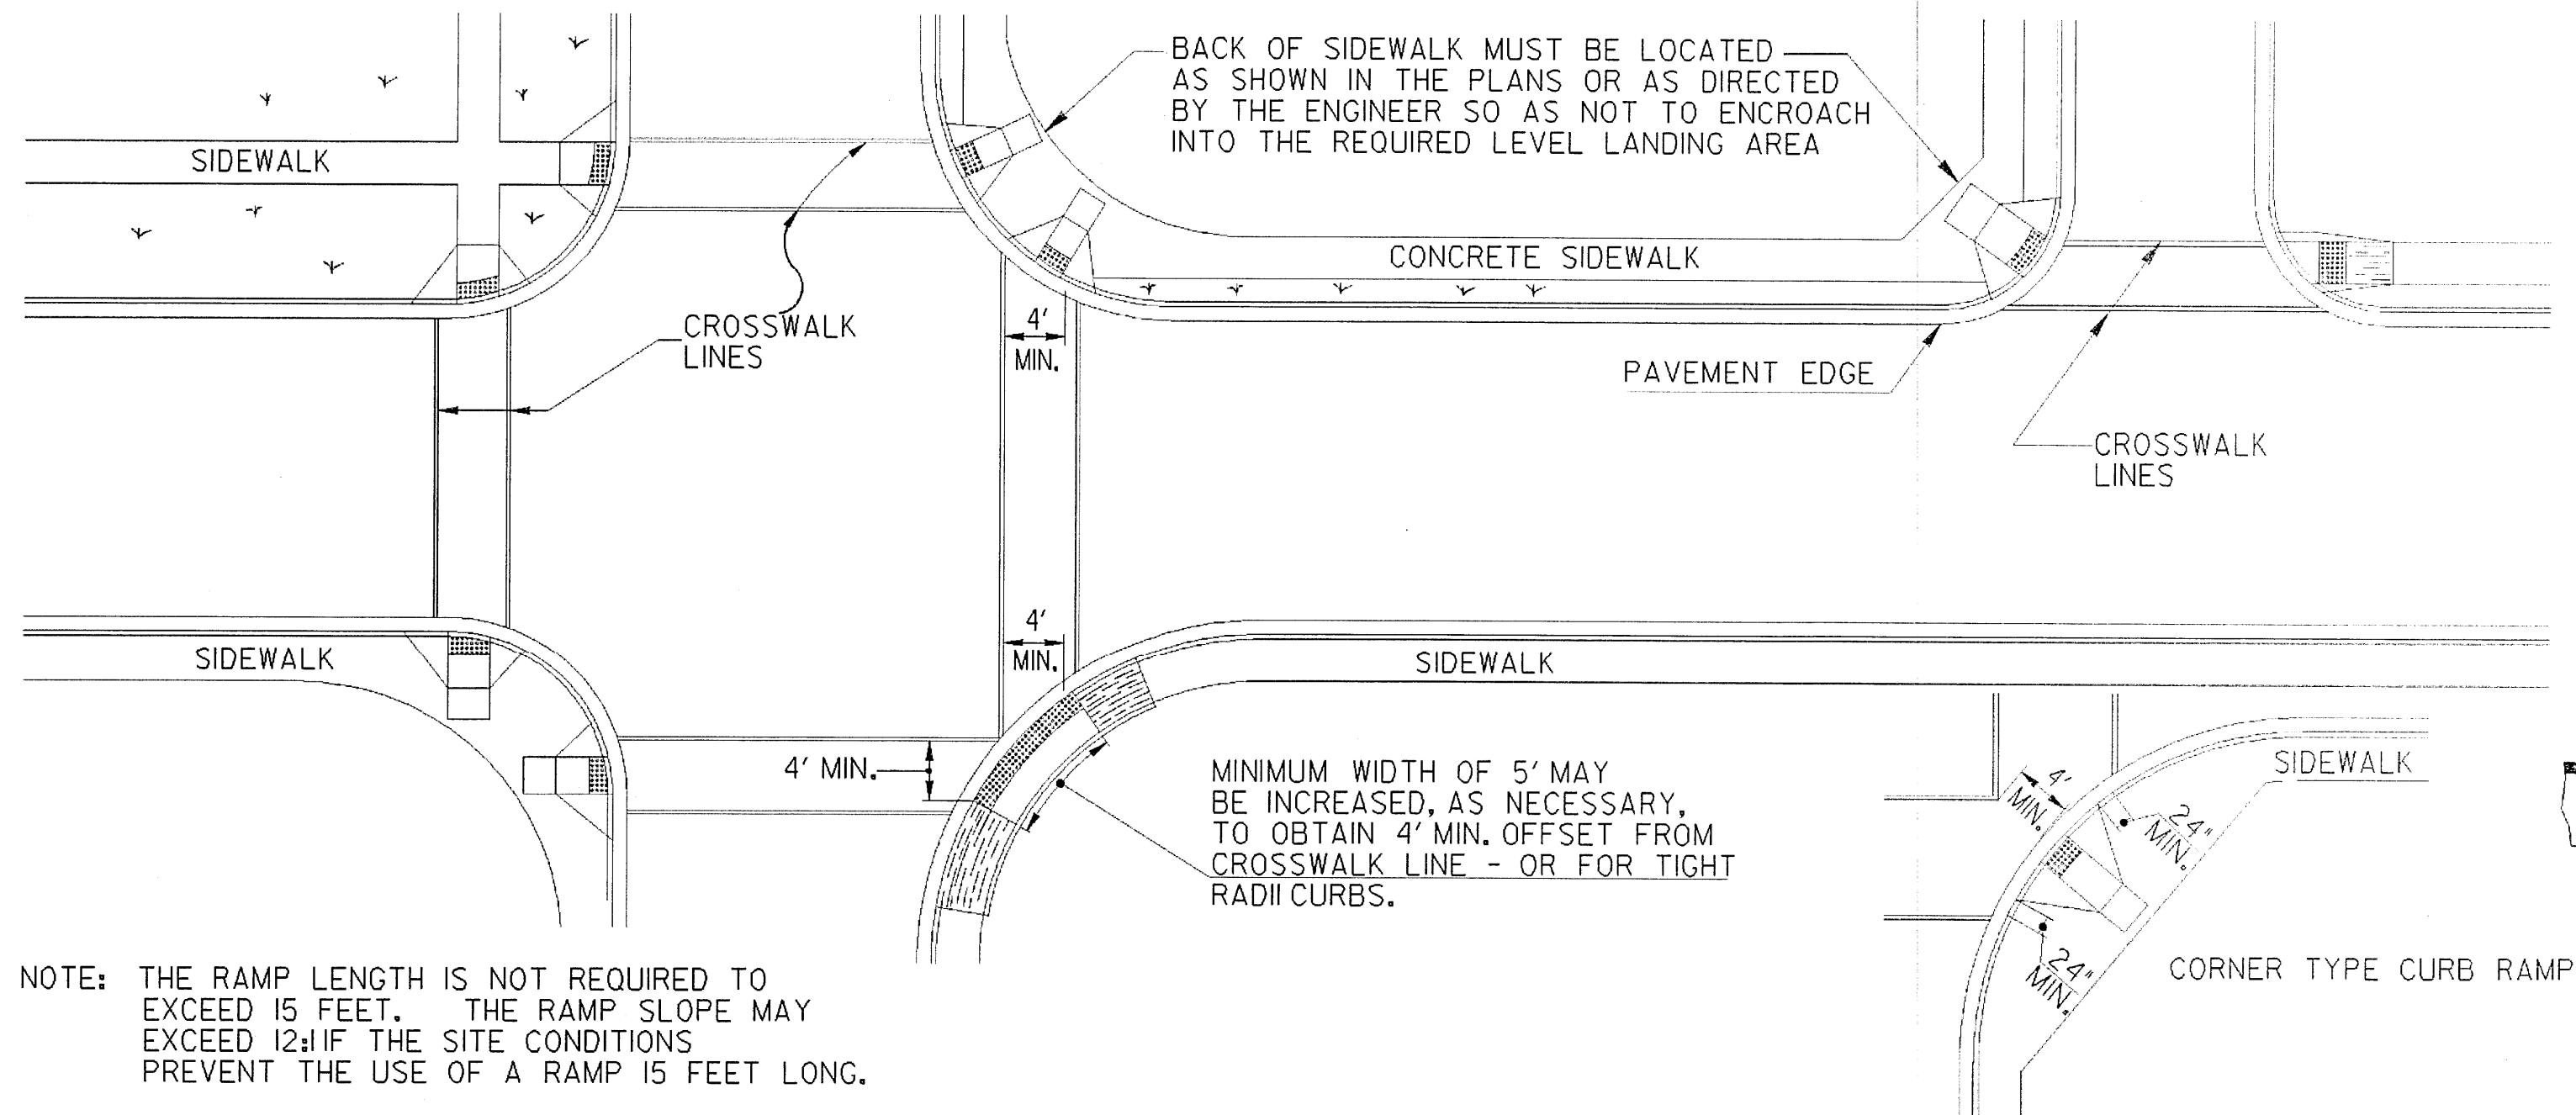 BACK OF SIDEWALK MUST BE LOCATED
AS SHOWN IN THE PLANS OR AS DIRECTED
BY THE ENGINEER SO AS NOT TO ENCROACH
INTO THE REQUIRED LEVEL LANDING AREA
SIDEWALK
CONCRETE SIDEWALK
CROSSWALK
LINES
4'
MIN.
PAVEMENT EDGE
CROSSWALK
LINES
4'
MIN.
SIDEWALK
SIDEWALK
4' MIN.
MINIMUM WIDTH OF 5' MAY
BE INCREASED, AS NECESSARY,
TO OBTAIN 4' MIN. OFFSET FROM
CROSSWALK LINE - OR FOR TIGHT
RADII CURBS.
SIDEWALK
4'
MIN.
24"
MIN.
24"
MIN.
CORNER TYPE CURB RAMP
NOTE: THE RAMP LENGTH IS NOT REQUIRED TO
EXCEED 15 FEET. THE RAMP SLOPE MAY
EXCEED 12:1 IF THE SITE CONDITIONS
PREVENT THE USE OF A RAMP 15 FEET LONG.